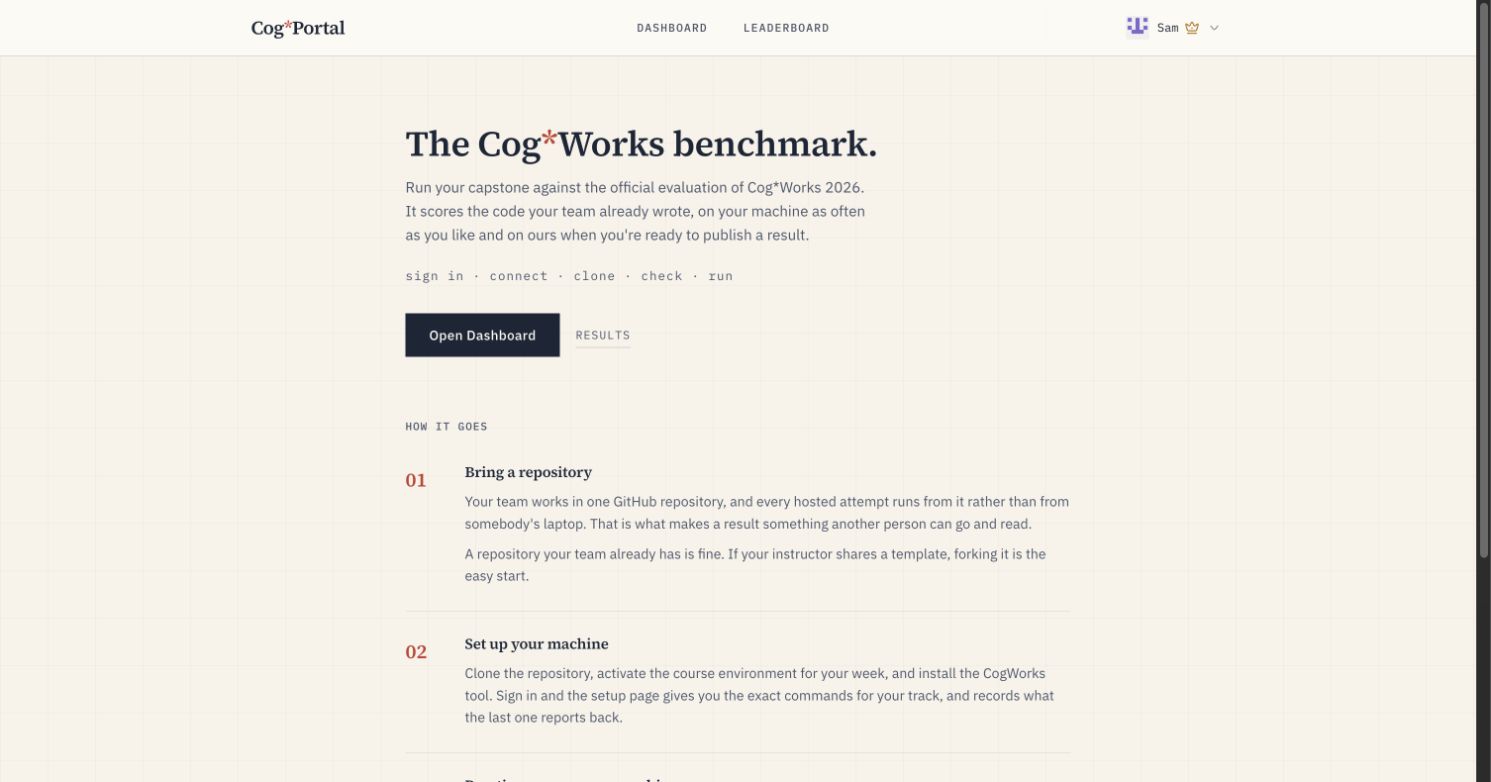 Cog*Portal
DASHBOARD
LEADERBOARD
Sam
The Cog*Works benchmark.
Run your capstone against the official evaluation of Cog*Works 2026.
It scores the code your team already wrote, on your machine as often
as you like and on ours when you're ready to publish a result.
sign in · connect · clone · check · run
Open Dashboard
RESULTS
HOW IT GOES
01
Bring a repository
Your team works in one GitHub repository, and every hosted attempt runs from it rather than from
somebody's laptop. That is what makes a result something another person can go and read.
A repository your team already has is fine. If your instructor shares a template, forking it is the
easy start.
02
Set up your machine
Clone the repository, activate the course environment for your week, and install the CogWorks
tool. Sign in and the setup page gives you the exact commands for your track, and records what
the last one reports back.